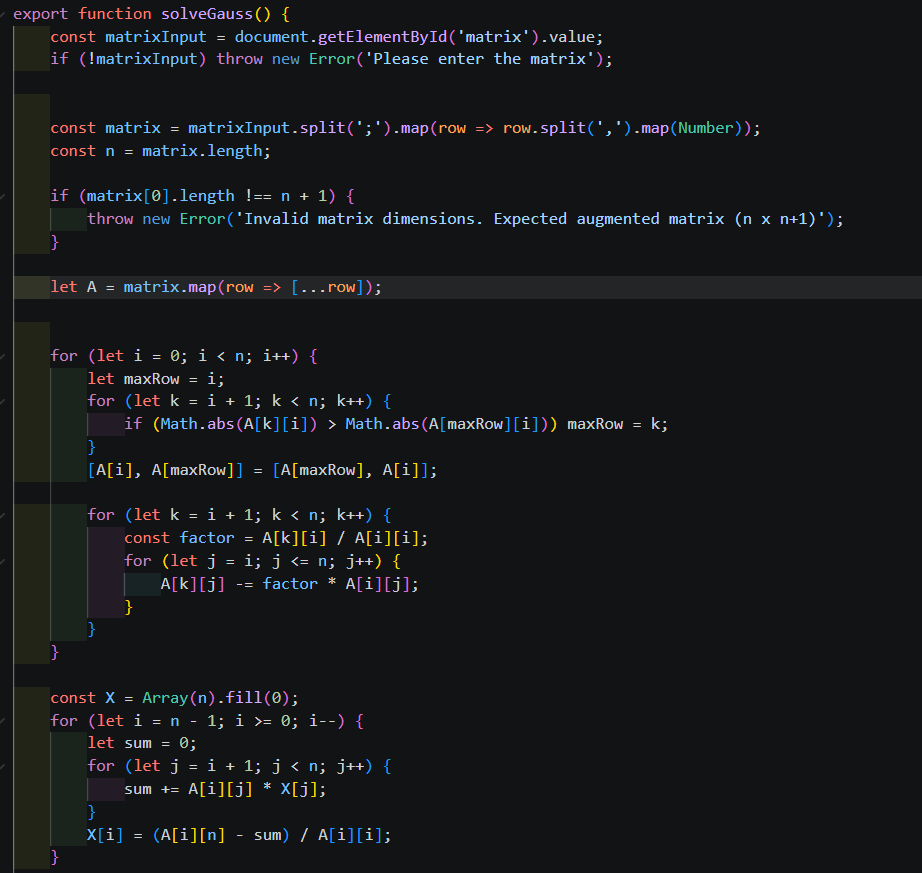 export function solveGauss() {
    const matrixInput = document.getElementById('matrix').value;
    if (!matrixInput) throw new Error('Please enter the matrix');
    const matrix = matrixInput.split(';').map(row => row.split(',').map(Number));
    const n = matrix.length;
    if (matrix[0].length !== n + 1) {
        throw new Error('Invalid matrix dimensions. Expected augmented matrix (n x n+1)');
    }
    let A = matrix.map(row => [...row]);
    for (let i = 0; i < n; i++) {
        let maxRow = i;
        for (let k = i + 1; k < n; k++) {
            if (Math.abs(A[k][i]) > Math.abs(A[maxRow][i])) maxRow = k;
        }
        [A[i], A[maxRow]] = [A[maxRow], A[i]];
        for (let k = i + 1; k < n; k++) {
            const factor = A[k][i] / A[i][i];
            for (let j = i; j <= n; j++) {
                A[k][j] -= factor * A[i][j];
            }
        }
    }
    const X = Array(n).fill(0);
    for (let i = n - 1; i >= 0; i--) {
        let sum = 0;
        for (let j = i + 1; j < n; j++) {
            sum += A[i][j] * X[j];
        }
        X[i] = (A[i][n] - sum) / A[i][i];
    }